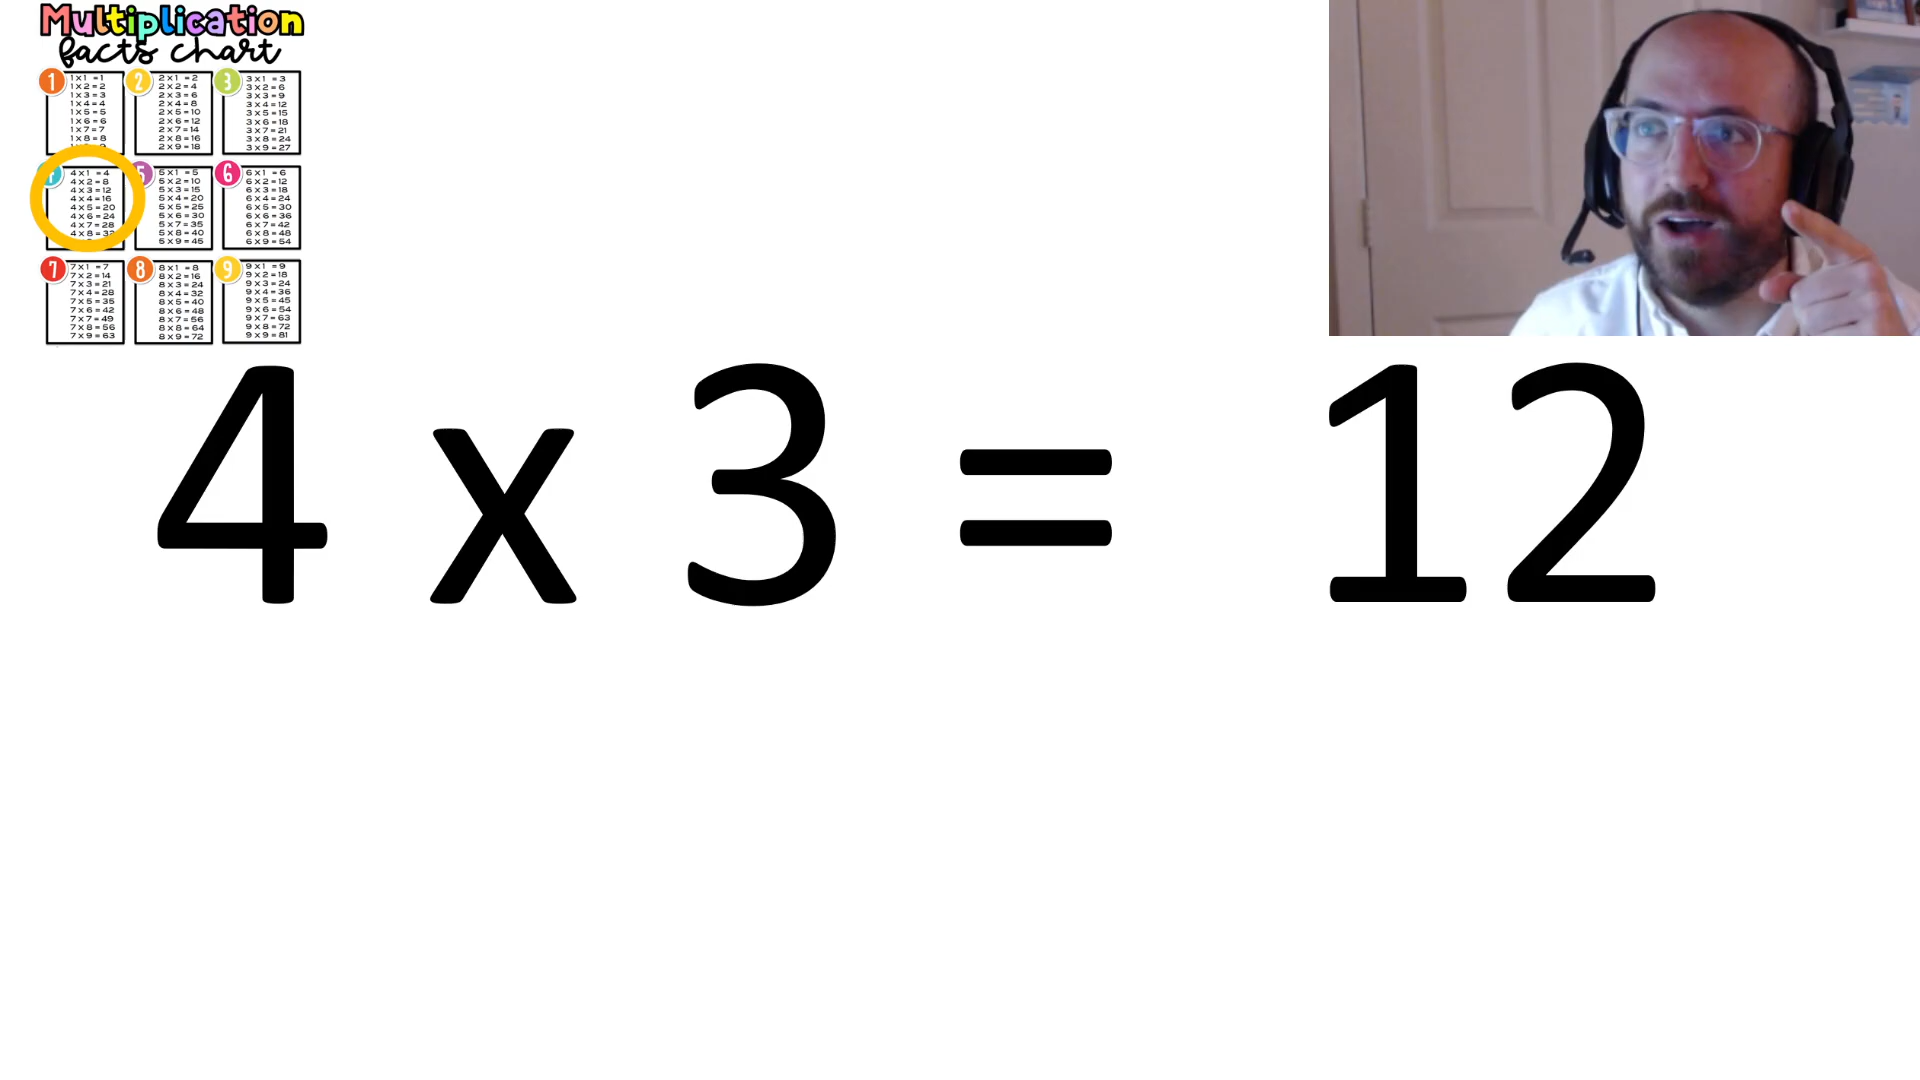 Multiplication
facts chart
1
1 x 1 = 1
1 x 2 = 2
1 x 3 = 3
1 x 4 = 4
1 x 5 = 5
1 x 6 = 6
1 x 7 = 7
1 x 8 = 8
2
2 x 1 = 2
2 x 2 = 4
2 x 3 = 6
2 x 4 = 8
2 x 5 = 10
2 x 6 = 12
2 x 7 = 14
2 x 8 = 16
2 x 9 = 18
3
3 x 1 = 3
3 x 2 = 6
3 x 3 = 9
3 x 4 = 12
3 x 5 = 15
3 x 6 = 18
3 x 7 = 21
3 x 8 = 24
3 x 9 = 27
4 x 1 = 4
4 x 2 = 8
4 x 3 = 12
4 x 4 = 16
4 x 5 = 20
4 x 6 = 24
4 x 7 = 28
4 x 8 = 32
5
5 x 1 = 5
5 x 2 = 10
5 x 3 = 15
5 x 4 = 20
5 x 5 = 25
5 x 6 = 30
5 x 7 = 35
5 x 8 = 40
5 x 9 = 45
6
6 x 1 = 6
6 x 2 = 12
6 x 3 = 18
6 x 4 = 24
6 x 5 = 30
6 x 6 = 36
6 x 7 = 42
6 x 8 = 48
6 x 9 = 54
7
7 x 1 = 7
7 x 2 = 14
7 x 3 = 21
7 x 4 = 28
7 x 5 = 35
7 x 6 = 42
7 x 7 = 49
7 x 8 = 56
7 x 9 = 63
8
8 x 1 = 8
8 x 2 = 16
8 x 3 = 24
8 x 4 = 32
8 x 5 = 40
8 x 6 = 48
8 x 7 = 56
8 x 8 = 64
8 x 9 = 72
9
9 x 1 = 9
9 x 2 = 18
9 x 3 = 24
9 x 4 = 36
9 x 5 = 45
9 x 6 = 54
9 x 7 = 63
9 x 8 = 72
9 x 9 = 81
4 x 3 = 12